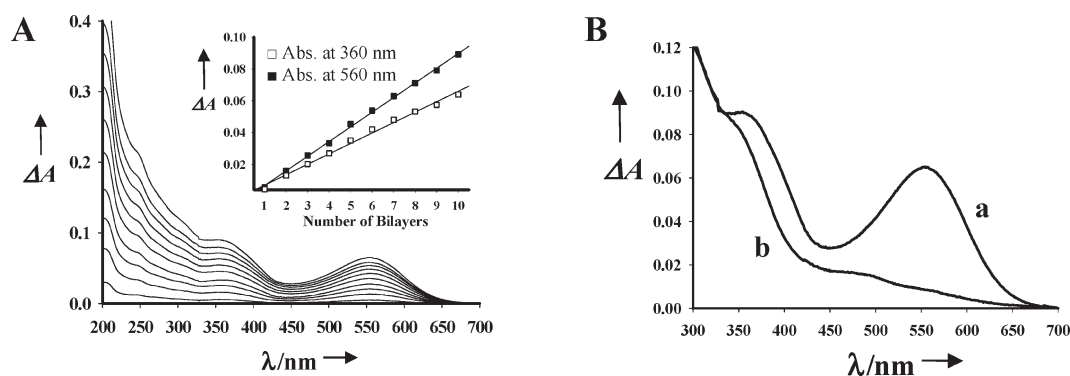 A
0.4
0.3
0.2
0.1
0.0
ΔA
200 250 300 350 400 450 500 550 600 650 700
λ/nm
0.10
0.08
0.06
0.04
0.02
ΔA
Abs. at 360 nm
Abs. at 560 nm
1 2 3 4 5 6 7 8 9 10
Number of Bilayers
B
0.12
0.10
0.08
0.06
0.04
0.02
0.00
ΔA
a
b
300 350 400 450 500 550 600 650 700
λ/nm